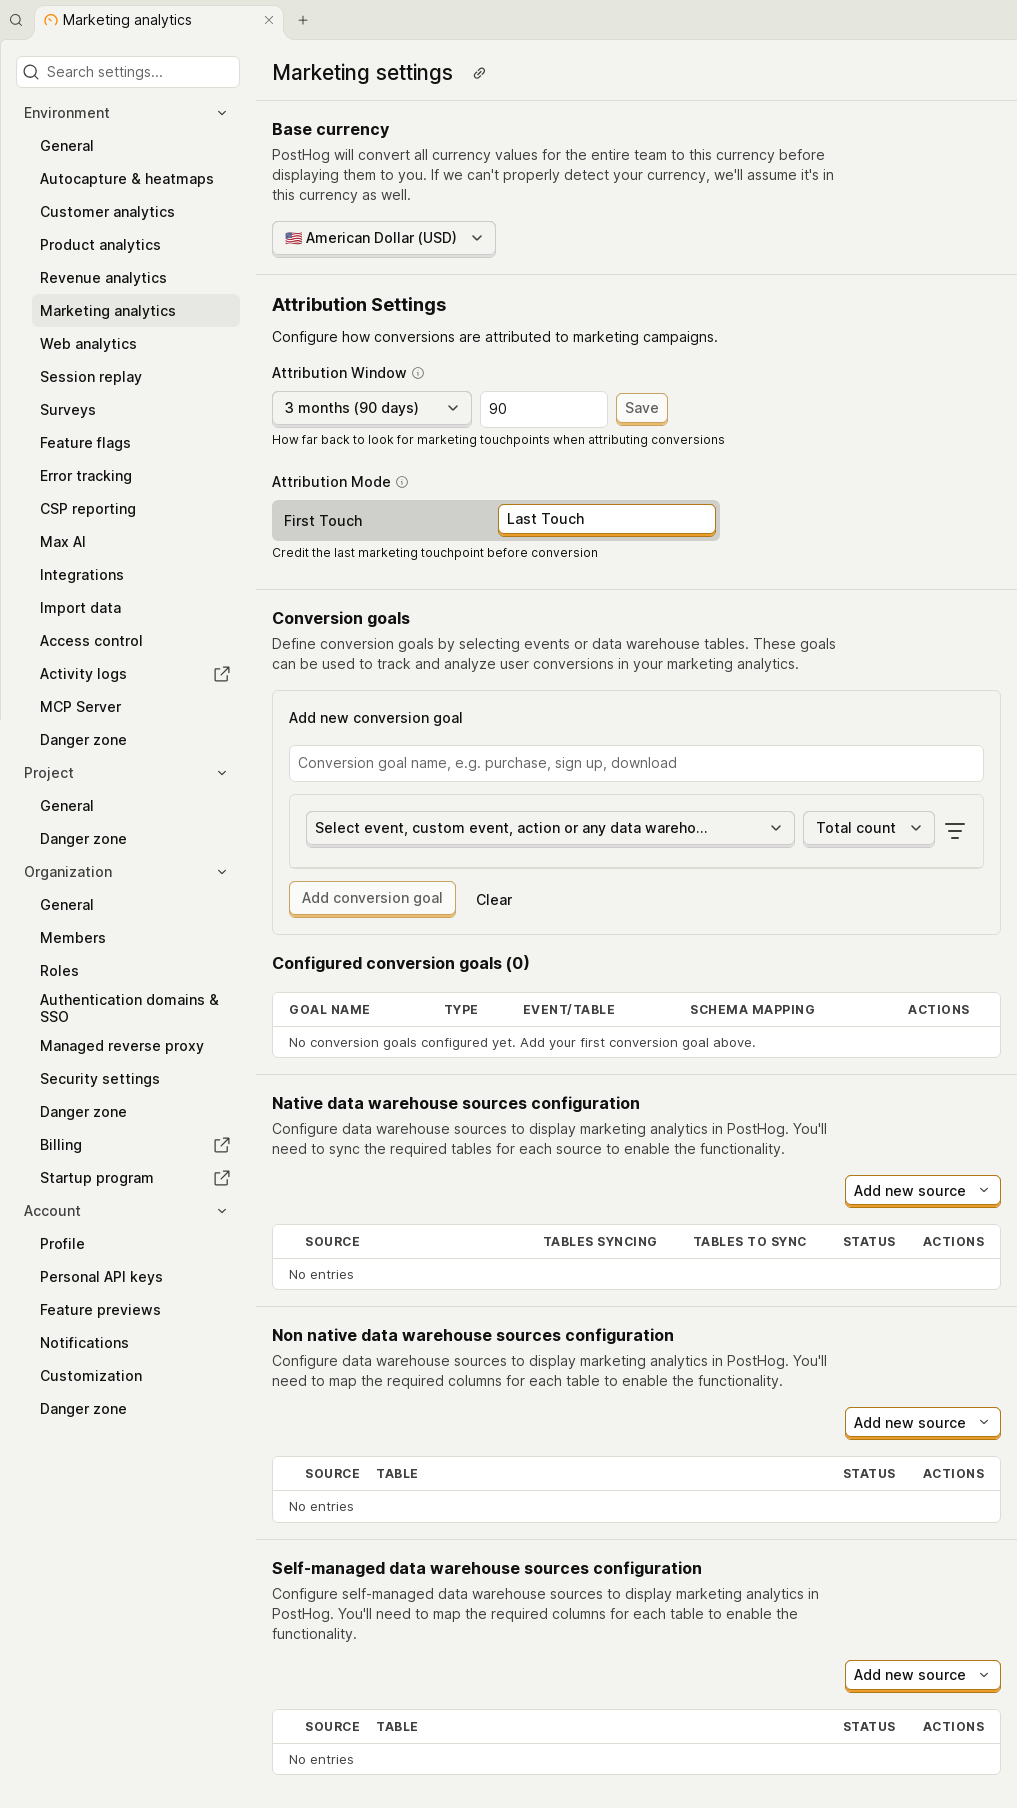 Marketing analytics
Search settings...
Environment
General
Autocapture & heatmaps
Customer analytics
Product analytics
Revenue analytics
Marketing analytics
Web analytics
Session replay
Surveys
Feature flags
Error tracking
CSP reporting
Max AI
Integrations
Import data
Access control
Activity logs
MCP Server
Danger zone
Project
General
Danger zone
Organization
General
Members
Roles
Authentication domains &
SSO
Managed reverse proxy
Security settings
Danger zone
Billing
Startup program
Account
Profile
Personal API keys
Feature previews
Notifications
Customization
Danger zone
Marketing settings
Base currency
PostHog will convert all currency values for the entire team to this currency before
displaying them to you. If we can't properly detect your currency, we'll assume it's in
this currency as well.
🇺🇸 American Dollar (USD)
Attribution Settings
Configure how conversions are attributed to marketing campaigns.
Attribution Window
3 months (90 days) 90 Save
How far back to look for marketing touchpoints when attributing conversions
Attribution Mode
First Touch Last Touch
Credit the last marketing touchpoint before conversion
Conversion goals
Define conversion goals by selecting events or data warehouse tables. These goals
can be used to track and analyze user conversions in your marketing analytics.
Add new conversion goal
Conversion goal name, e.g. purchase, sign up, download
Select event, custom event, action or any data wareho... Total count
Add conversion goal Clear
Configured conversion goals (0)
GOAL NAME TYPE EVENT/TABLE SCHEMA MAPPING ACTIONS
No conversion goals configured yet. Add your first conversion goal above.
Native data warehouse sources configuration
Configure data warehouse sources to display marketing analytics in PostHog. You'll
need to sync the required tables for each source to enable the functionality.
Add new source
SOURCE TABLES SYNCING TABLES TO SYNC STATUS ACTIONS
No entries
Non native data warehouse sources configuration
Configure data warehouse sources to display marketing analytics in PostHog. You'll
need to map the required columns for each table to enable the functionality.
Add new source
SOURCE TABLE STATUS ACTIONS
No entries
Self-managed data warehouse sources configuration
Configure self-managed data warehouse sources to display marketing analytics in
PostHog. You'll need to map the required columns for each table to enable the
functionality.
Add new source
SOURCE TABLE STATUS ACTIONS
No entries